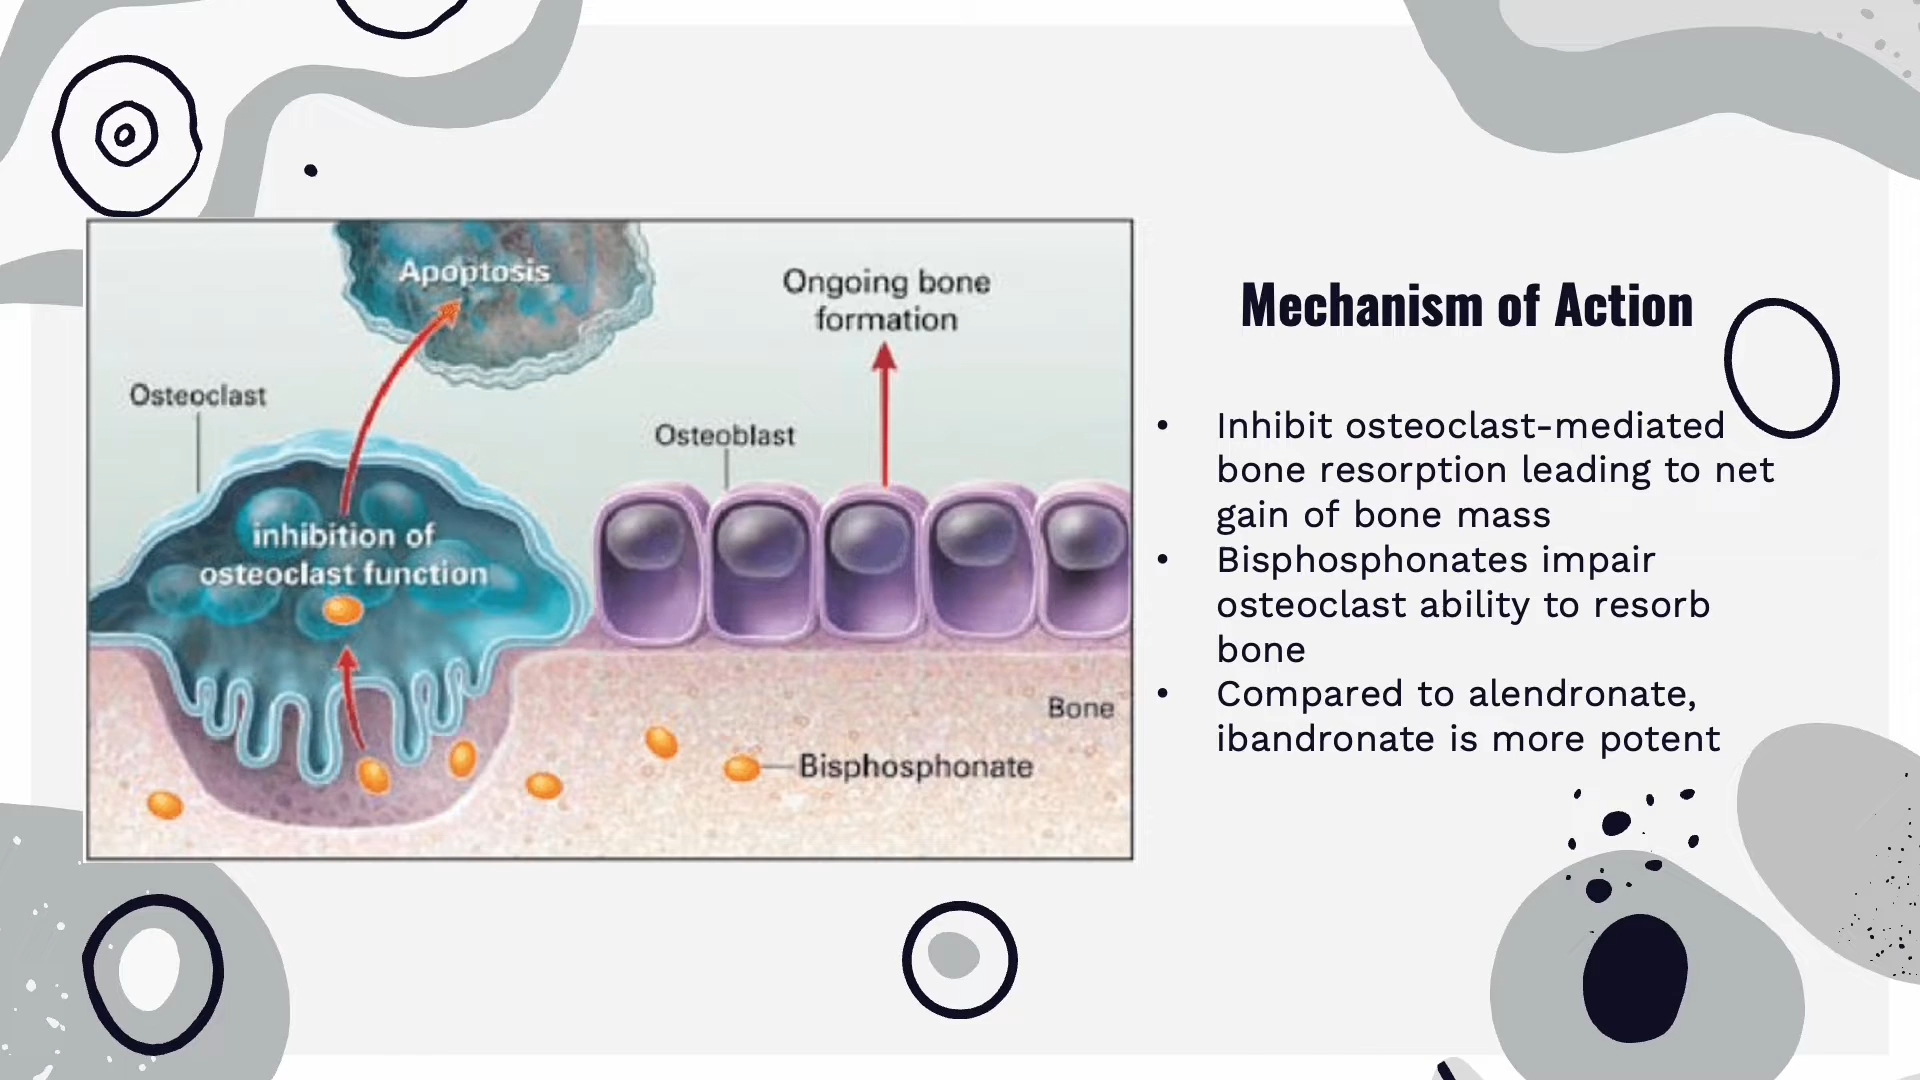 Apoptosis
Ongoing bone
formation
Osteoclast
Osteoblast
inhibition of
osteoclast function
Bone
Bisphosphonate
Mechanism of Action
• Inhibit osteoclast-mediated
bone resorption leading to net
gain of bone mass
• Bisphosphonates impair
osteoclast ability to resorb
bone
• Compared to alendronate,
ibandronate is more potent